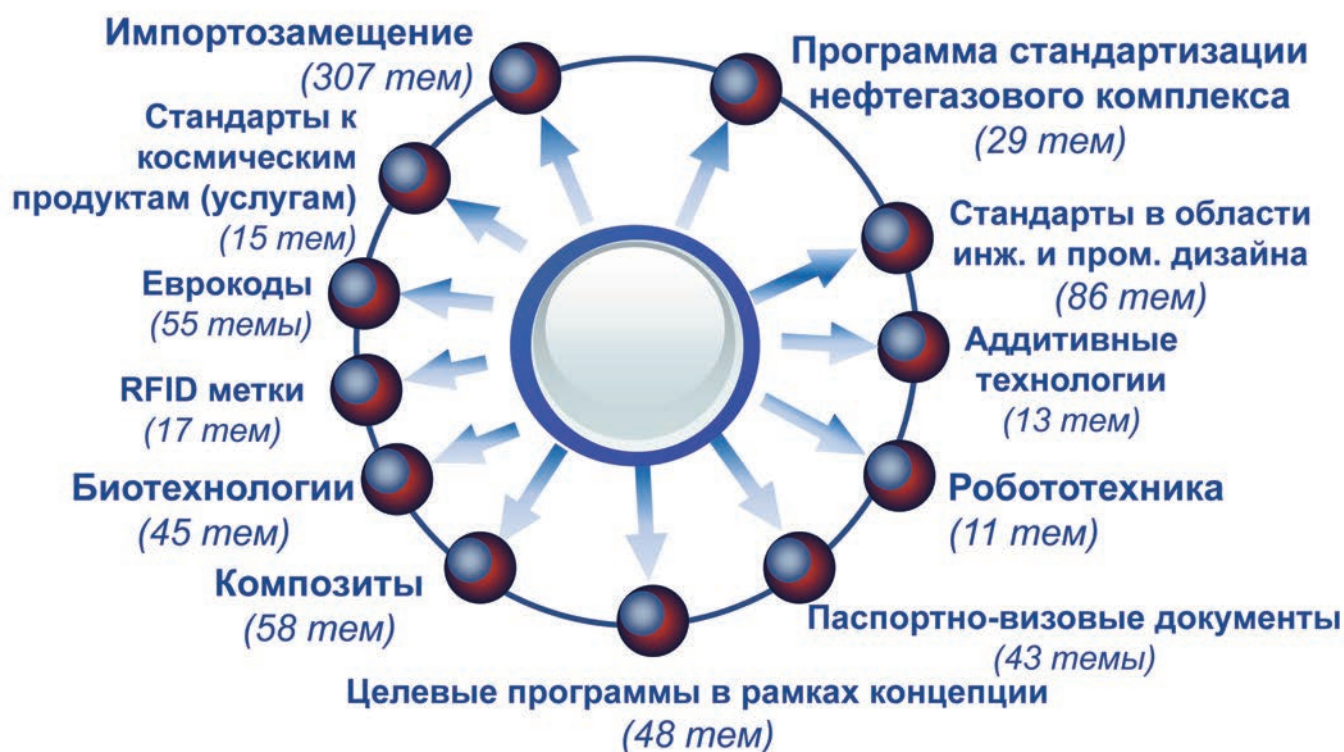 Импортозамещение
(307 тем)
Программа стандартизации
нефтегазового комплекса
(29 тем)
Стандарты к
космическим
продуктам (услугам)
(15 тем)
Стандарты в области
инж. и пром. дизайна
(86 тем)
Еврокоды
(55 темы)
Аддитивные
технологии
(13 тем)
RFID метки
(17 тем)
Биотехнологии
(45 тем)
Робототехника
(11 тем)
Композиты
(58 тем)
Паспортно-визовые документы
(43 темы)
Целевые программы в рамках концепции
(48 тем)